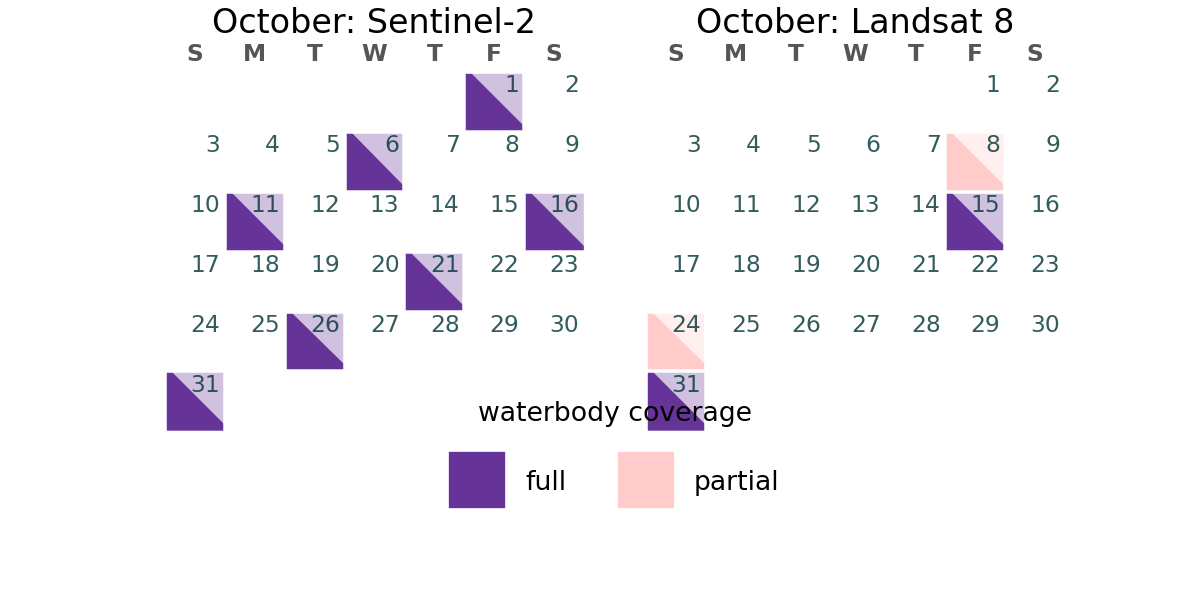 October: Sentinel-2
S M T W T F S
1 2
3 4 5 6 7 8 9
10 11 12 13 14 15 16
17 18 19 20 21 22 23
24 25 26 27 28 29 30
31
October: Landsat 8
S M T W T F S
1 2
3 4 5 6 7 8 9
10 11 12 13 14 15 16
17 18 19 20 21 22 23
24 25 26 27 28 29 30
31
waterbody coverage
full partial